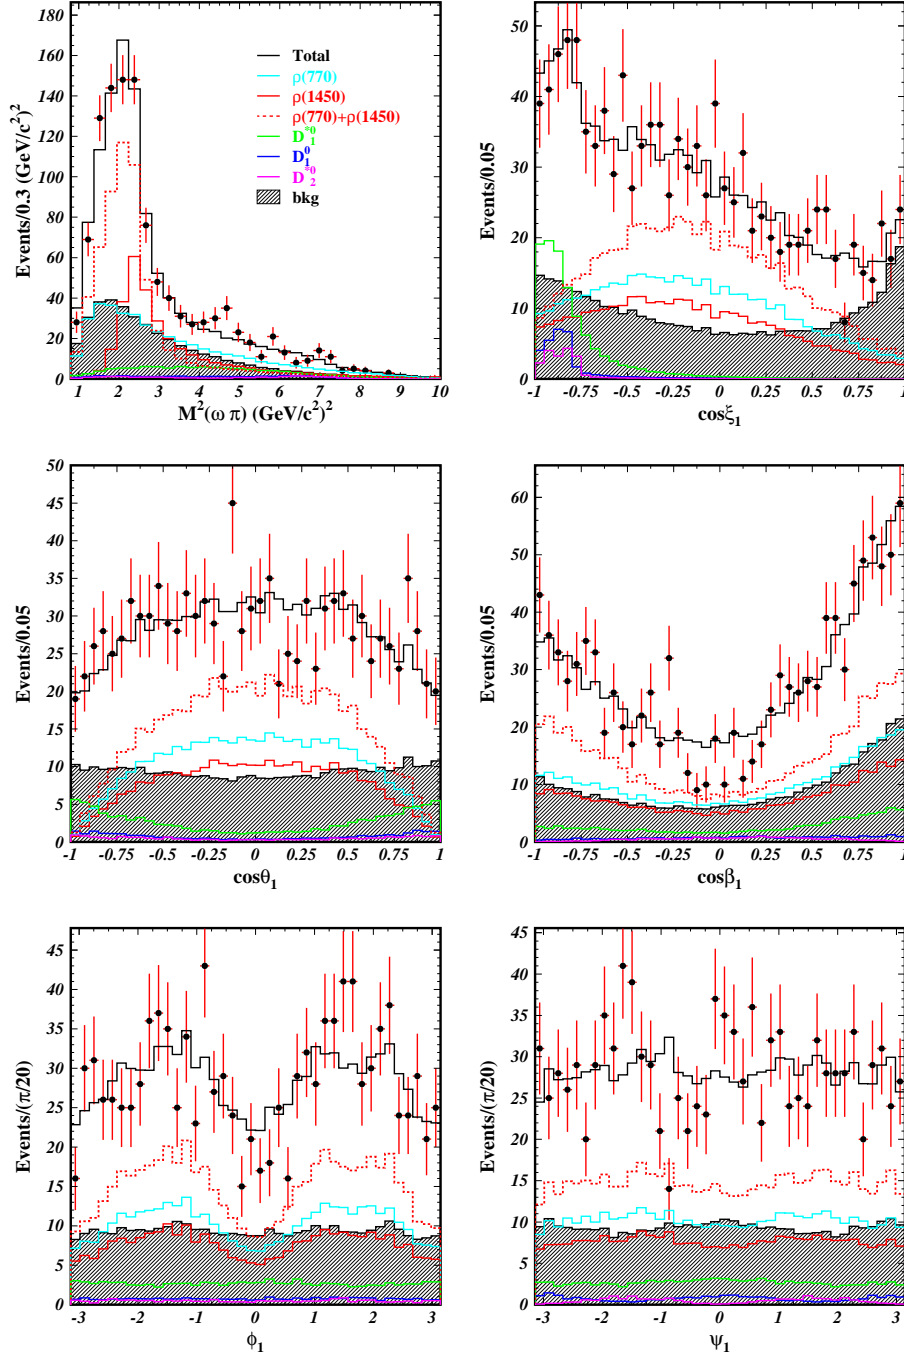 Events/0.3 (GeV/c²)²
180
160
140
120
100
80
60
40
20
0
1 2 3 4 5 6 7 8 9 10
M²(ω π) (GeV/c²)²
Total
ρ(770)
ρ(1450)
ρ(770)+ρ(1450)
D₁*⁰
D₁⁰
D₂*⁰
bkg
Events/0.05
50
40
30
20
10
0
-1 -0.75 -0.5 -0.25 0 0.25 0.5 0.75 1
cosξ₁
Events/0.05
50
45
40
35
30
25
20
15
10
5
0
-1 -0.75 -0.5 -0.25 0 0.25 0.5 0.75 1
cosθ₁
Events/0.05
60
50
40
30
20
10
0
-1 -0.75 -0.5 -0.25 0 0.25 0.5 0.75 1
cosβ₁
Events/(π/20)
40
35
30
25
20
15
10
5
0
-3 -2 -1 0 1 2 3
ϕ₁
Events/(π/20)
45
40
35
30
25
20
15
10
5
0
-3 -2 -1 0 1 2 3
ψ₁